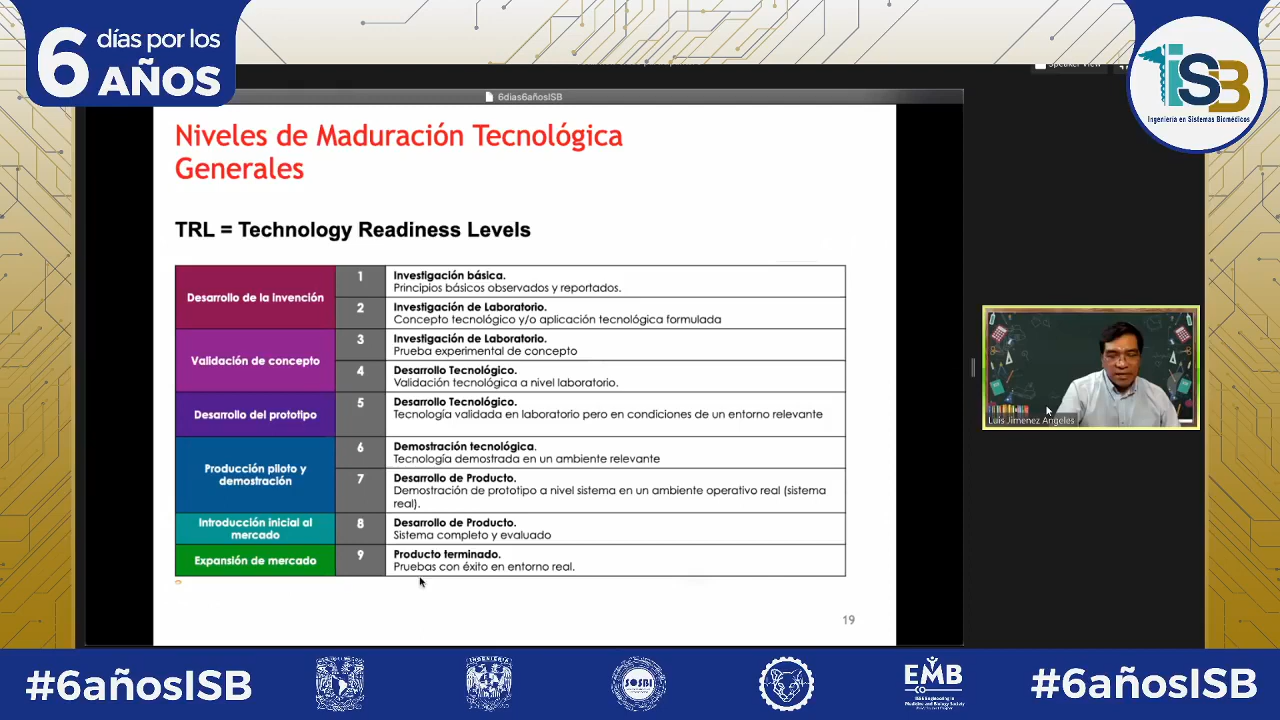 6 días por los
AÑOS
Speaker View
iSB
Ingeniería en Sistemas Biomédicos
6dias6añosISB
Niveles de Maduración Tecnológica
Generales
TRL = Technology Readiness Levels
Desarrollo de la invención
1
Investigación básica.
Principios básicos observados y reportados.
2
Investigación de Laboratorio.
Concepto tecnológico y/o aplicación tecnológica formulada
Validación de concepto
3
Investigación de Laboratorio.
Prueba experimental de concepto
4
Desarrollo Tecnológico.
Validación tecnológica a nivel laboratorio.
Desarrollo del prototipo
5
Desarrollo Tecnológico.
Tecnología validada en laboratorio pero en condiciones de un entorno relevante
Producción piloto y
demostración
6
Demostración tecnológica.
Tecnología demostrada en un ambiente relevante
7
Desarrollo de Producto.
Demostración de prototipo a nivel sistema en un ambiente operativo real (sistema
real).
Introducción inicial al
mercado
8
Desarrollo de Producto.
Sistema completo y evaluado
Expansión de mercado
9
Producto terminado.
Pruebas con éxito en entorno real.
19
Luis Jimenez Angeles
#6añosISB
INGENIERÍA
SOSBI
EMB
#6añosISB